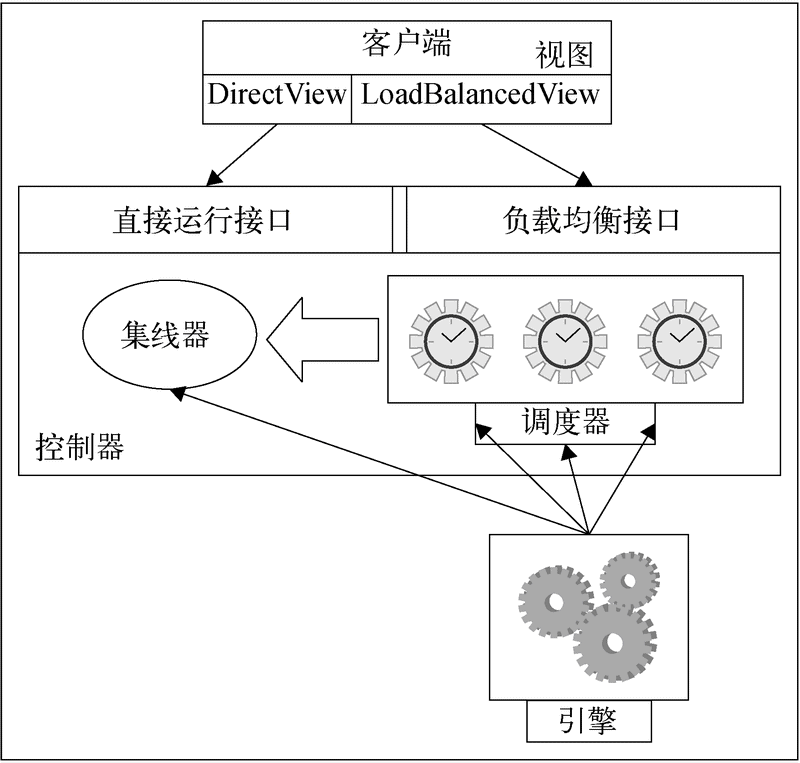 客户端
视图
DirectView
LoadBalancedView
直接运行接口
负载均衡接口
集线器
调度器
控制器
引擎